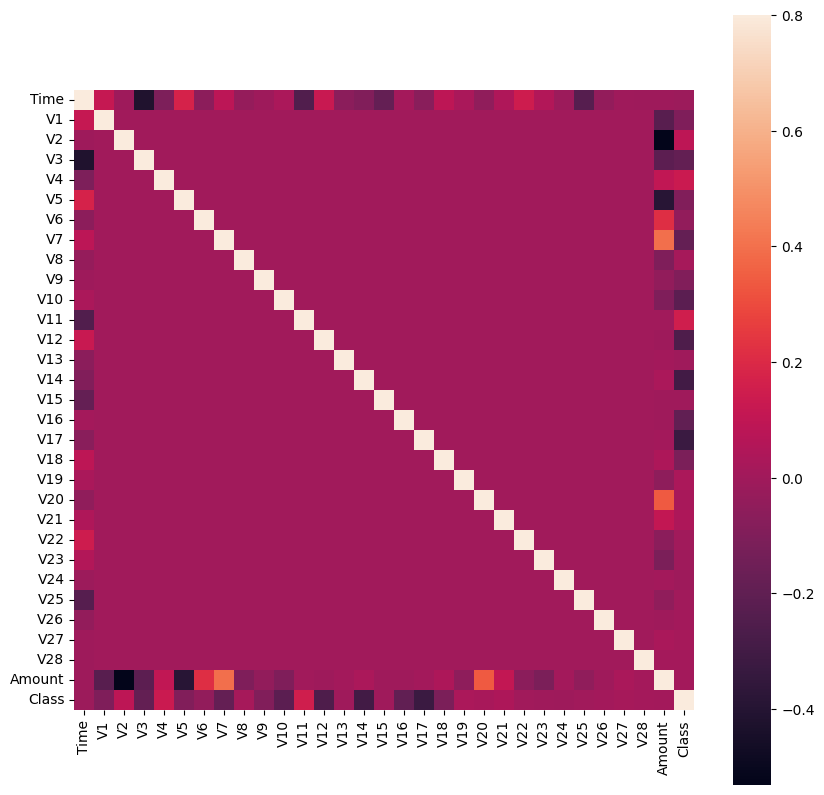 0.8
0.6
0.4
0.2
0.0
−0.2
−0.4
Time
V1
V2
V3
V4
V5
V6
V7
V8
V9
V10
V11
V12
V13
V14
V15
V16
V17
V18
V19
V20
V21
V22
V23
V24
V25
V26
V27
V28
Amount
Class
Time
V1
V2
V3
V4
V5
V6
V7
V8
V9
V10
V11
V12
V13
V14
V15
V16
V17
V18
V19
V20
V21
V22
V23
V24
V25
V26
V27
V28
Amount
Class